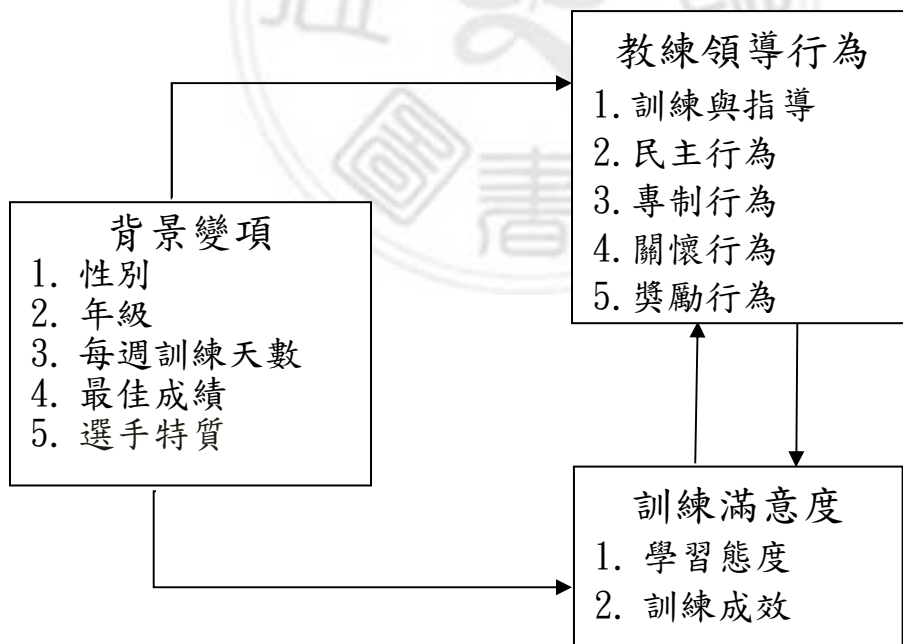 教練領導行為
1.訓練與指導
2.民主行為
3.專制行為
4.關懷行為
5.獎勵行為
背景變項
1. 性別
2. 年級
3. 每週訓練天數
4. 最佳成績
5. 選手特質
訓練滿意度
1. 學習態度
2. 訓練成效